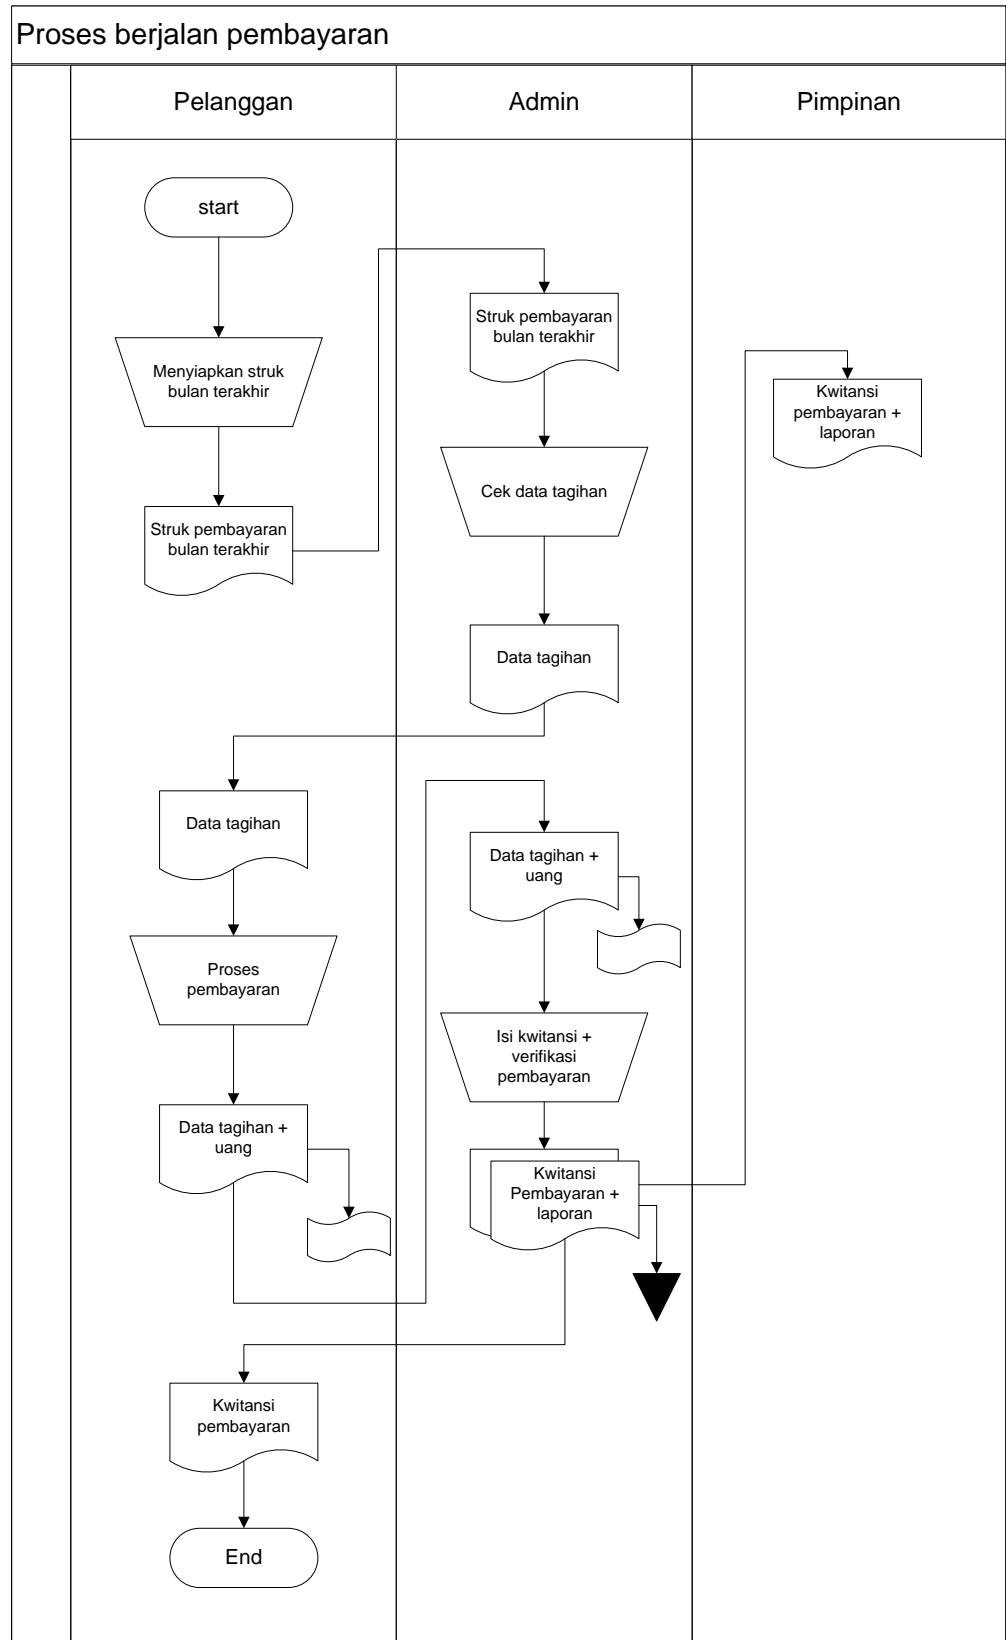 Proses berjalan pembayaran
Pelanggan
Admin
Pimpinan
start
Menyiapkan struk
bulan terakhir
Struk pembayaran
bulan terakhir
Struk pembayaran
bulan terakhir
Cek data tagihan
Data tagihan
Data tagihan
Proses
pembayaran
Data tagihan +
uang
Data tagihan +
uang
Isi kwitansi +
verifikasi
pembayaran
Kwitansi
Pembayaran +
laporan
Kwitansi
pembayaran +
laporan
Kwitansi
pembayaran
End